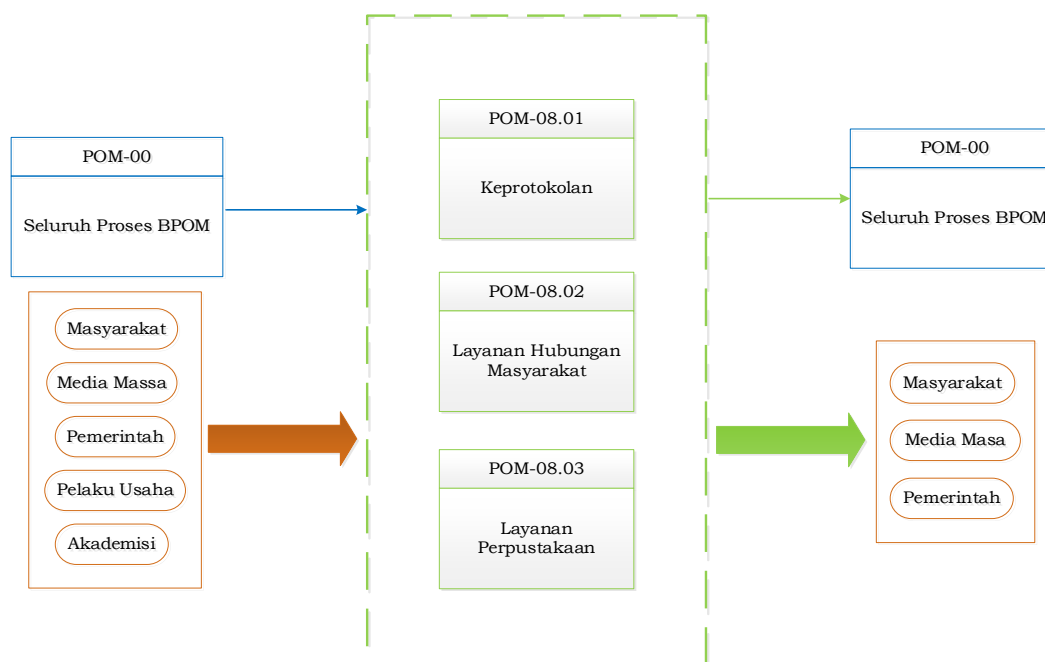 POM-00
Seluruh Proses BPOM
Masyarakat
Media Massa
Pemerintah
Pelaku Usaha
Akademisi
POM-08.01
Keprotokolan
POM-08.02
Layanan Hubungan
Masyarakat
POM-08.03
Layanan
Perpustakaan
POM-00
Seluruh Proses BPOM
Masyarakat
Media Masa
Pemerintah